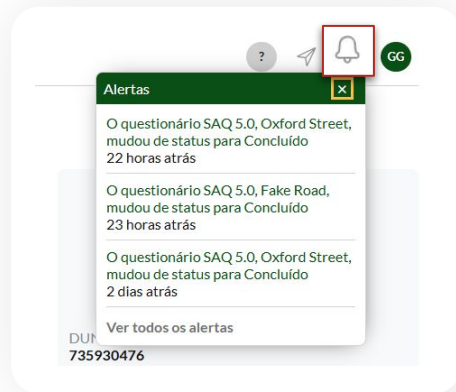 ?
GG
Alertas
×
O questionário SAQ 5.0, Oxford Street,
mudou de status para Concluído
22 horas atrás
O questionário SAQ 5.0, Fake Road,
mudou de status para Concluído
23 horas atrás
O questionário SAQ 5.0, Oxford Street,
mudou de status para Concluído
2 dias atrás
Ver todos os alertas
735930476